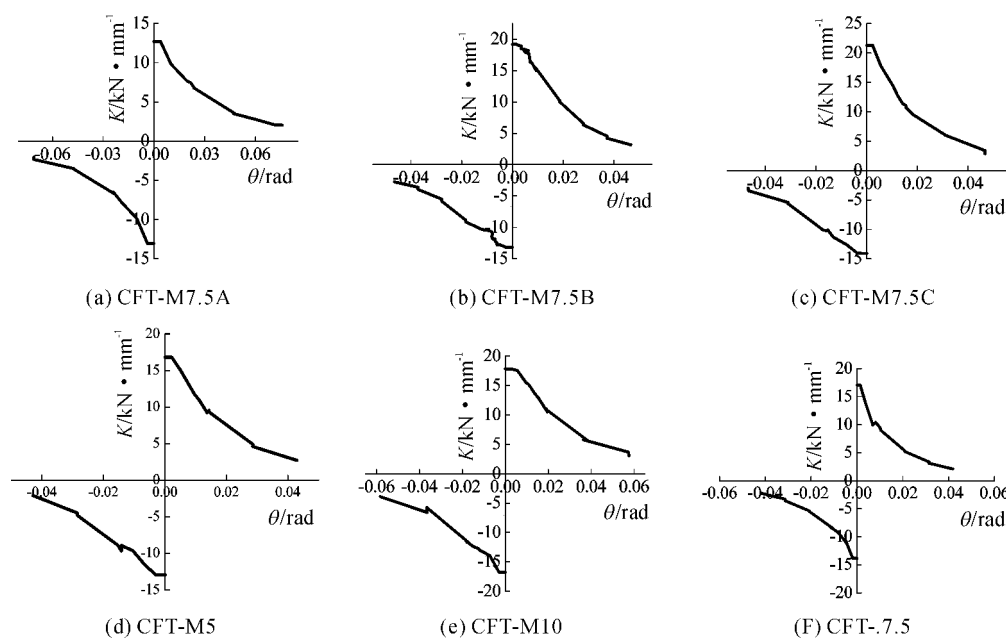 K/kN • mm⁻¹
15
10
5
0
-5
-10
-15
-0.06 -0.03 0.00 0.03 0.06
θ/rad
(a) CFT-M7.5A
K/kN • mm⁻¹
20
15
10
5
0
-5
-10
-15
-0.04 -0.02 0.00 0.02 0.04
θ/rad
(b) CFT-M7.5B
K/kN • mm⁻¹
25
20
15
10
5
0
-5
-10
-15
-0.04 -0.02 0.00 0.02 0.04
θ/rad
(c) CFT-M7.5C
K/kN • mm⁻¹
20
15
10
5
0
-5
-10
-15
-0.04 -0.02 0.00 0.02 0.04
θ/rad
(d) CFT-M5
K/kN • mm⁻¹
20
15
10
5
0
-5
-10
-15
-20
-0.06 -0.04 -0.02 0.00 0.02 0.04 0.06
θ/rad
(e) CFT-M10
K/kN • mm⁻¹
20
15
10
5
0
-5
-10
-15
-20
-0.06 -0.04 -0.02 0.00 0.02 0.04 0.06
θ/rad
(F) CFT-.7.5